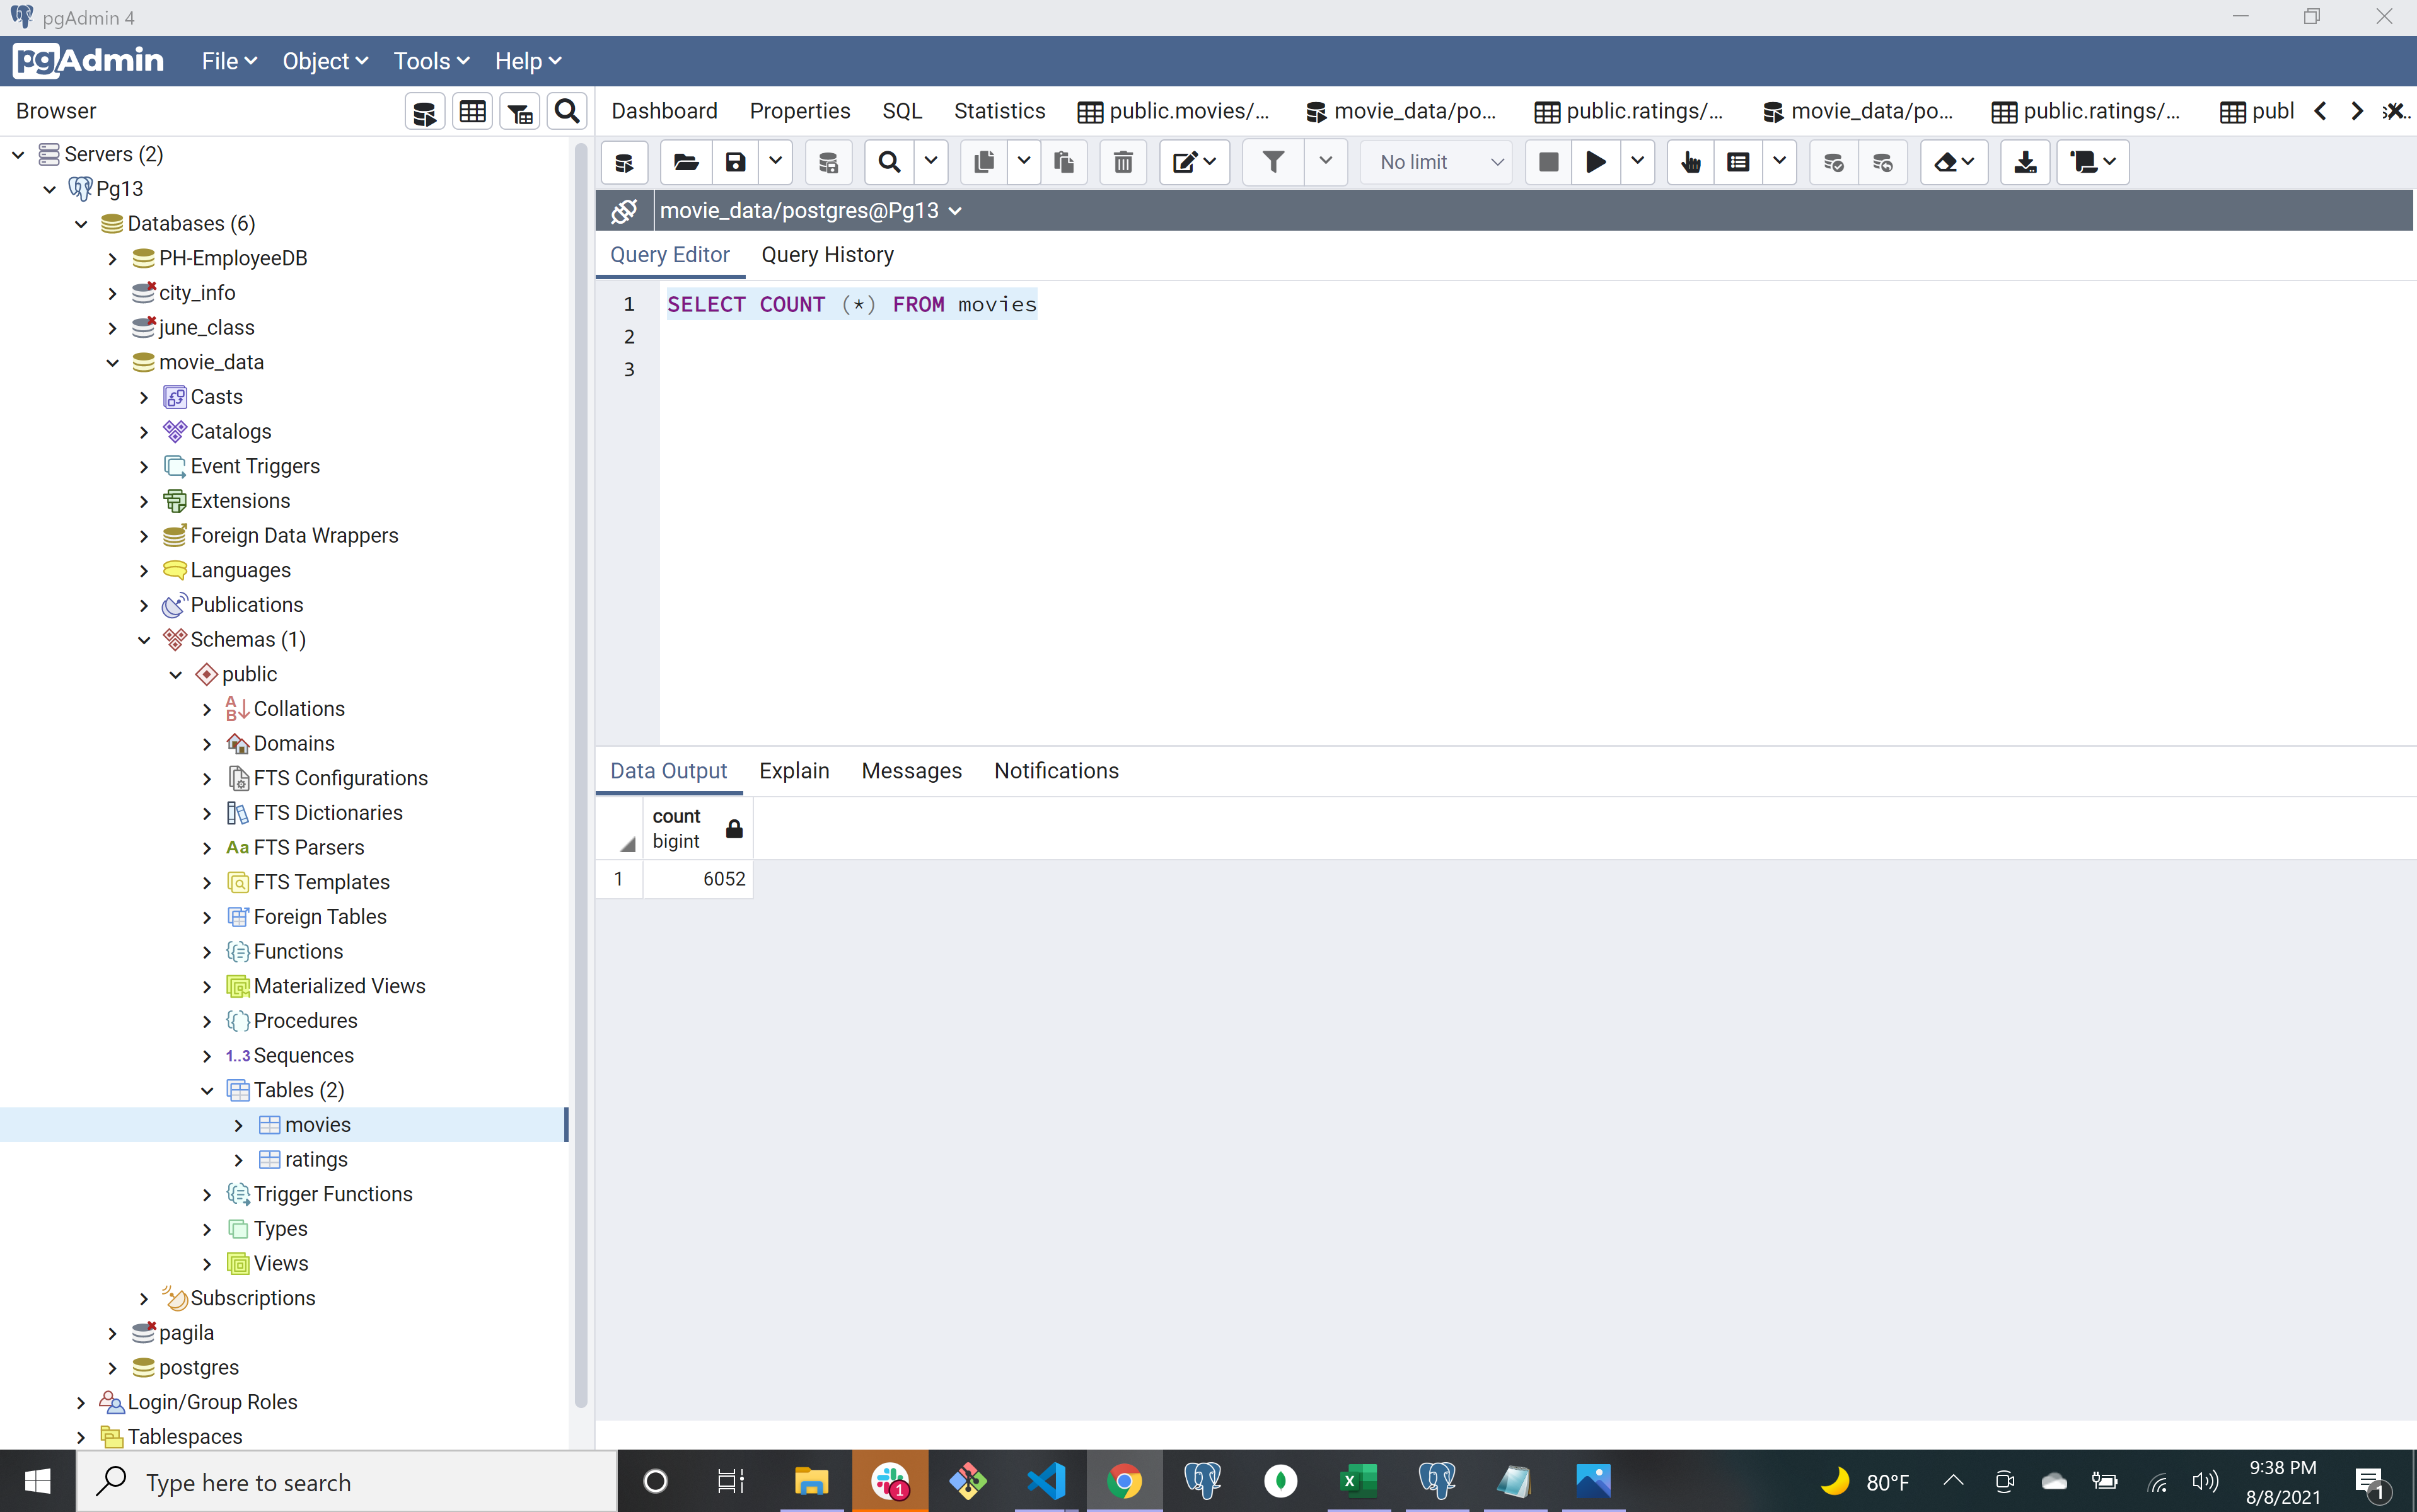 pgAdmin 4
pgAdmin File Object Tools Help
Browser
Dashboard Properties SQL Statistics public.movies/... movie_data/po... public.ratings/... movie_data/po... public.ratings/... publ
Servers (2)
Pg13
Databases (6)
PH-EmployeeDB
city_info
june_class
movie_data
Casts
Catalogs
Event Triggers
Extensions
Foreign Data Wrappers
Languages
Publications
Schemas (1)
public
Collations
Domains
FTS Configurations
FTS Dictionaries
Aa FTS Parsers
FTS Templates
Foreign Tables
Functions
Materialized Views
Procedures
1..3 Sequences
Tables (2)
movies
ratings
Trigger Functions
Types
Views
Subscriptions
pagila
postgres
Login/Group Roles
Tablespaces
No limit
movie_data/postgres@Pg13
Query Editor Query History
1 SELECT COUNT (*) FROM movies
2
3
Data Output Explain Messages Notifications
count
bigint
1 6052
Type here to search
1
80°F
9:38 PM
8/8/2021
1